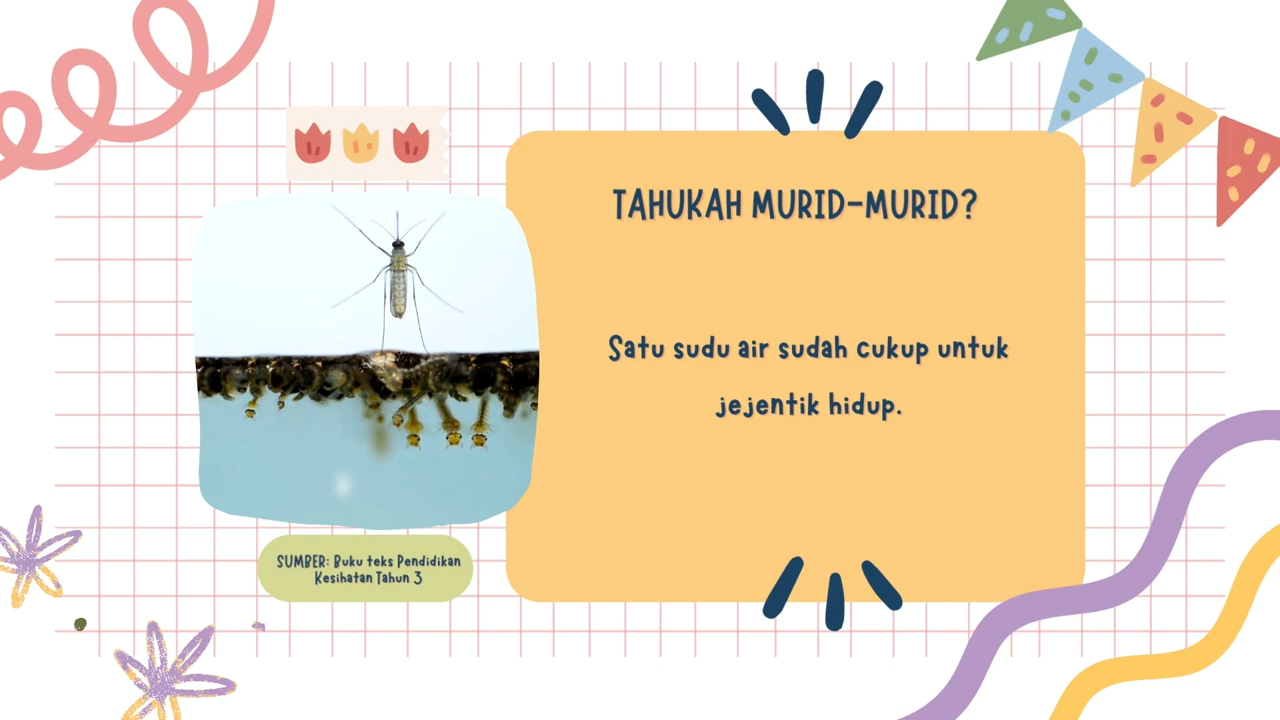 TAHUKAH MURID-MURID?
Satu sudu air sudah cukup untuk
jejentik hidup.
SUMBER: Buku teks Pendidikan
Kesihatan Tahun 3